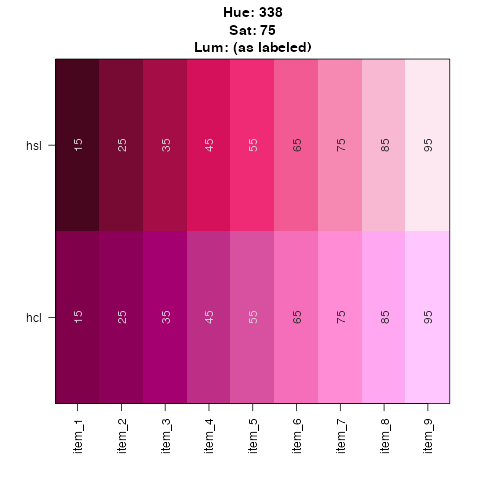 Hue: 338
Sat: 75
Lum: (as labeled)
hsl
15 25 35 45 55 65 75 85 95
hcl
15 25 35 45 55 65 75 85 95
item_1 item_2 item_3 item_4 item_5 item_6 item_7 item_8 item_9